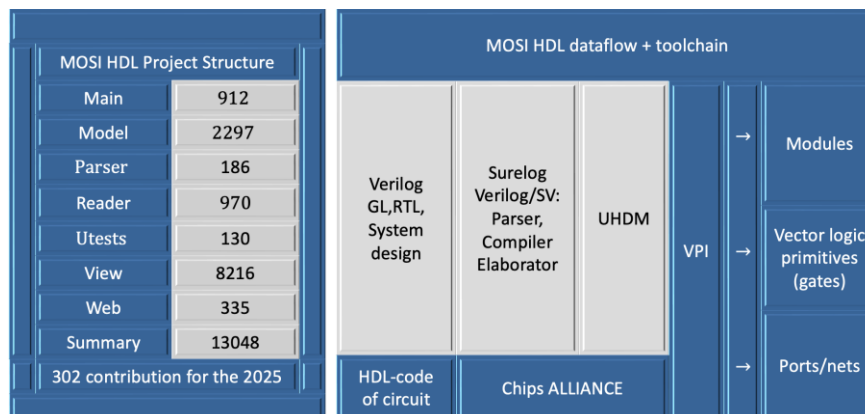 MOSI HDL Project Structure
Main 912
Model 2297
Parser 186
Reader 970
Utests 130
View 8216
Web 335
Summary 13048
302 contribution for the 2025
MOSI HDL dataflow + toolchain
Verilog
GL,RTL,
System
design
Surelog
Verilog/SV:
Parser,
Compiler
Elaborator
UHDM
VPI
→
Modules
→
Vector logic
primitives
(gates)
→
Ports/nets
HDL-code
of circuit
Chips ALLIANCE